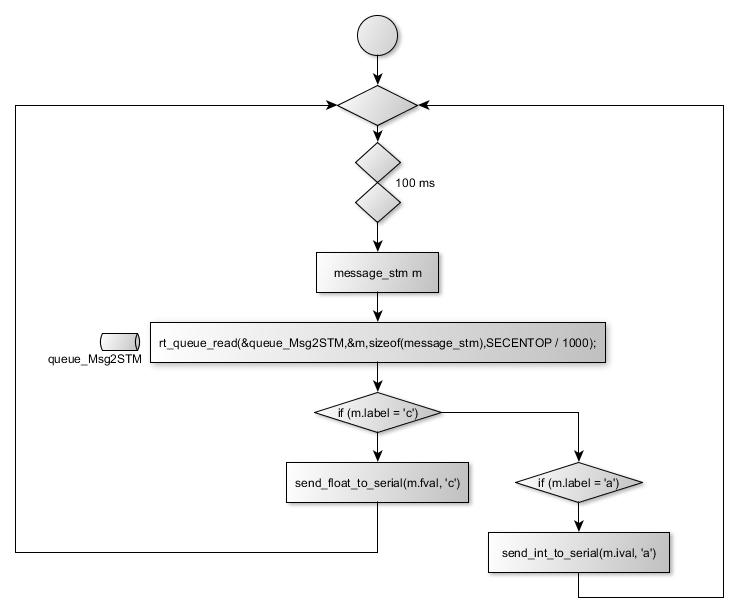 100 ms
message_stm m
rt_queue_read(&queue_Msg2STM,&m,sizeof(message_stm),SECENTOP / 1000);
queue_Msg2STM
if (m.label = 'c')
send_float_to_serial(m.fval, 'c')
if (m.label = 'a')
send_int_to_serial(m.ival, 'a')